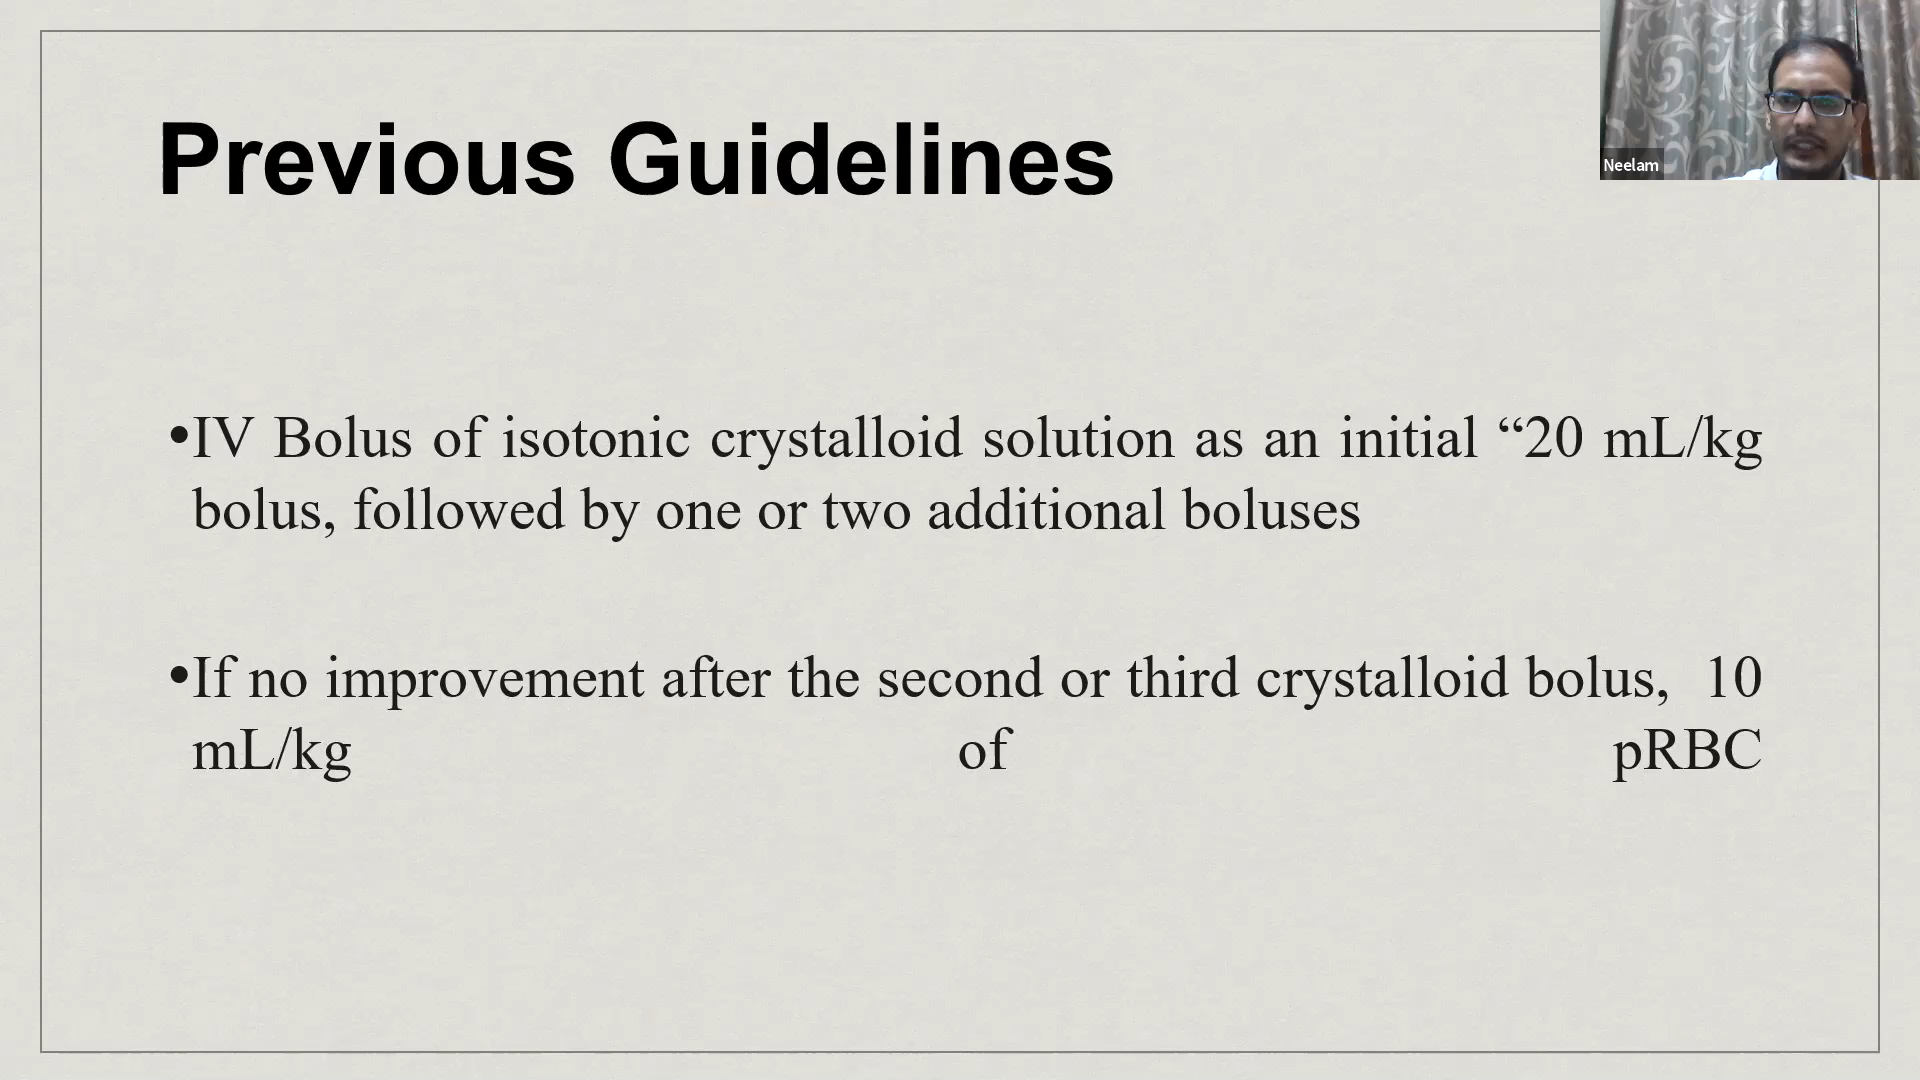 Previous Guidelines
Neelam
•IV Bolus of isotonic crystalloid solution as an initial “20 mL/kg
bolus, followed by one or two additional boluses
•If no improvement after the second or third crystalloid bolus, 10
mL/kg of pRBC